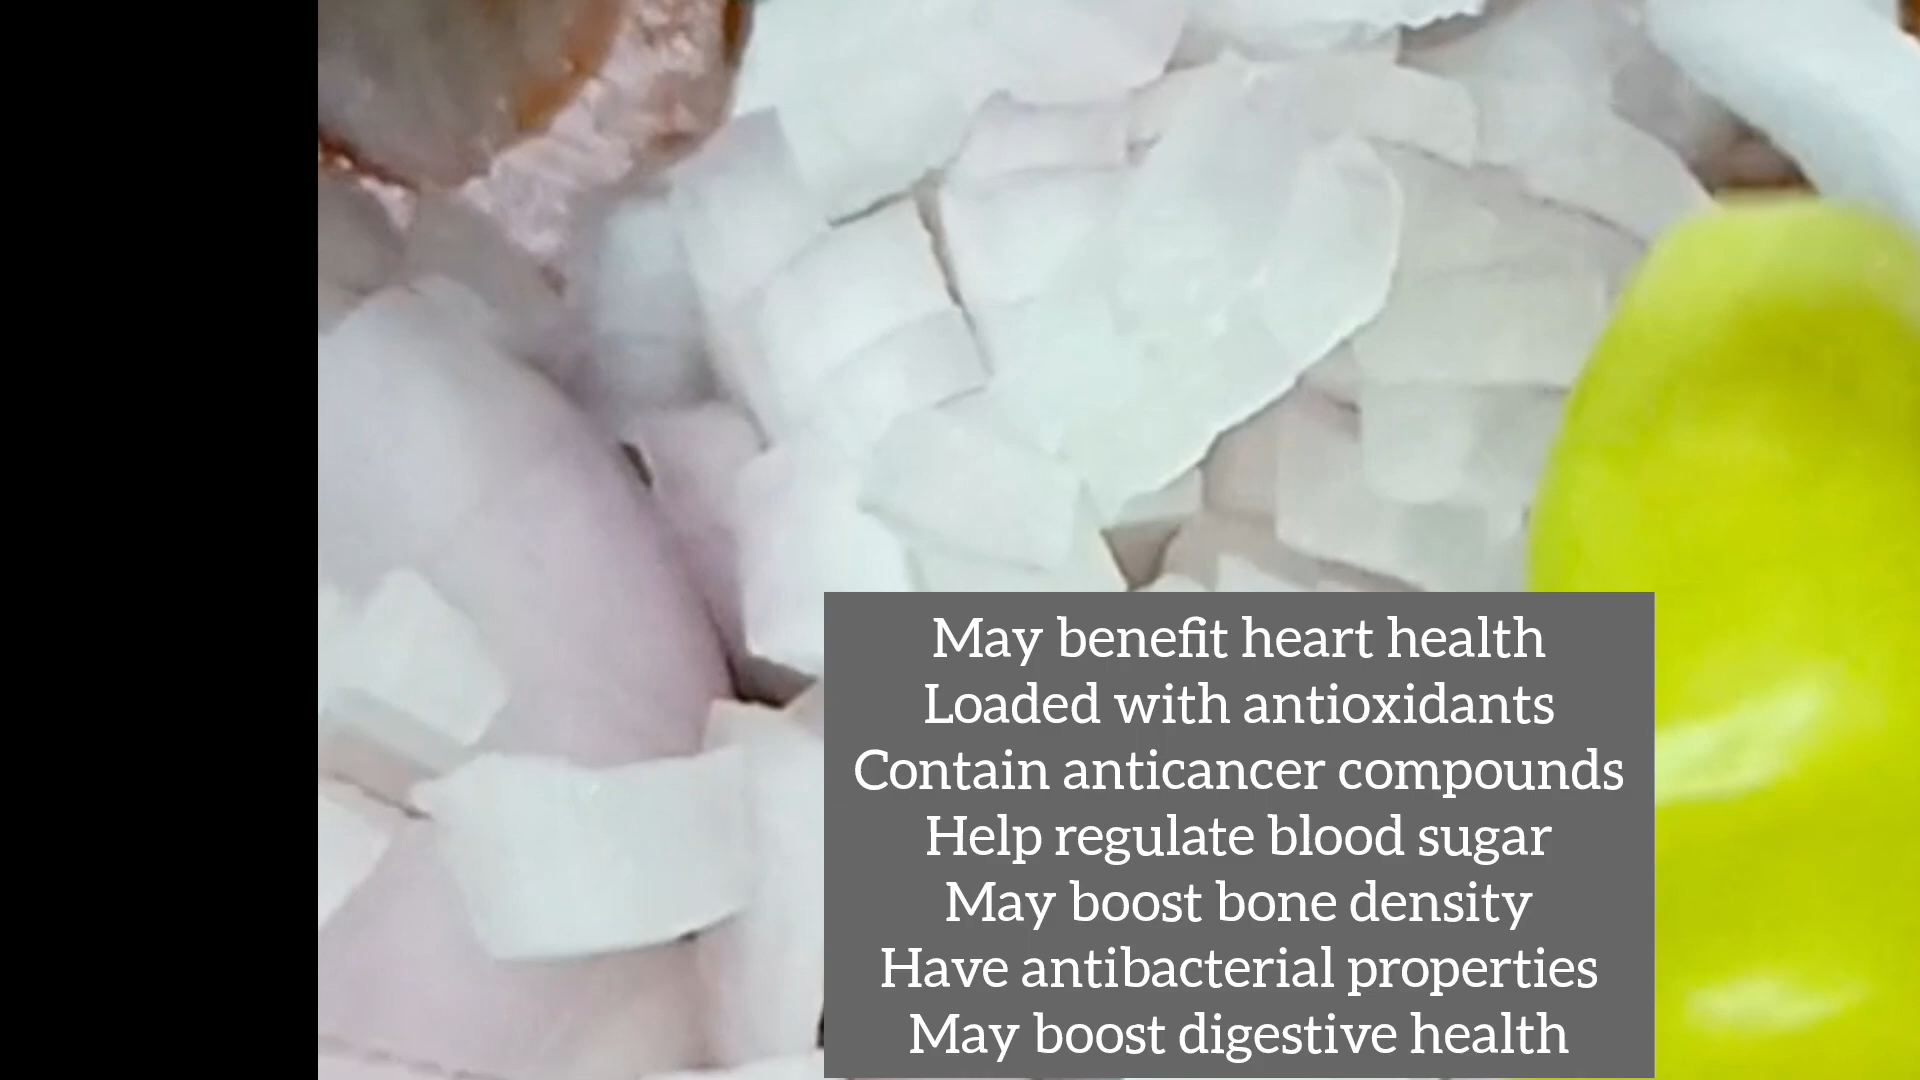 May benefit heart health
Loaded with antioxidants
Contain anticancer compounds
Help regulate blood sugar
May boost bone density
Have antibacterial properties
May boost digestive health